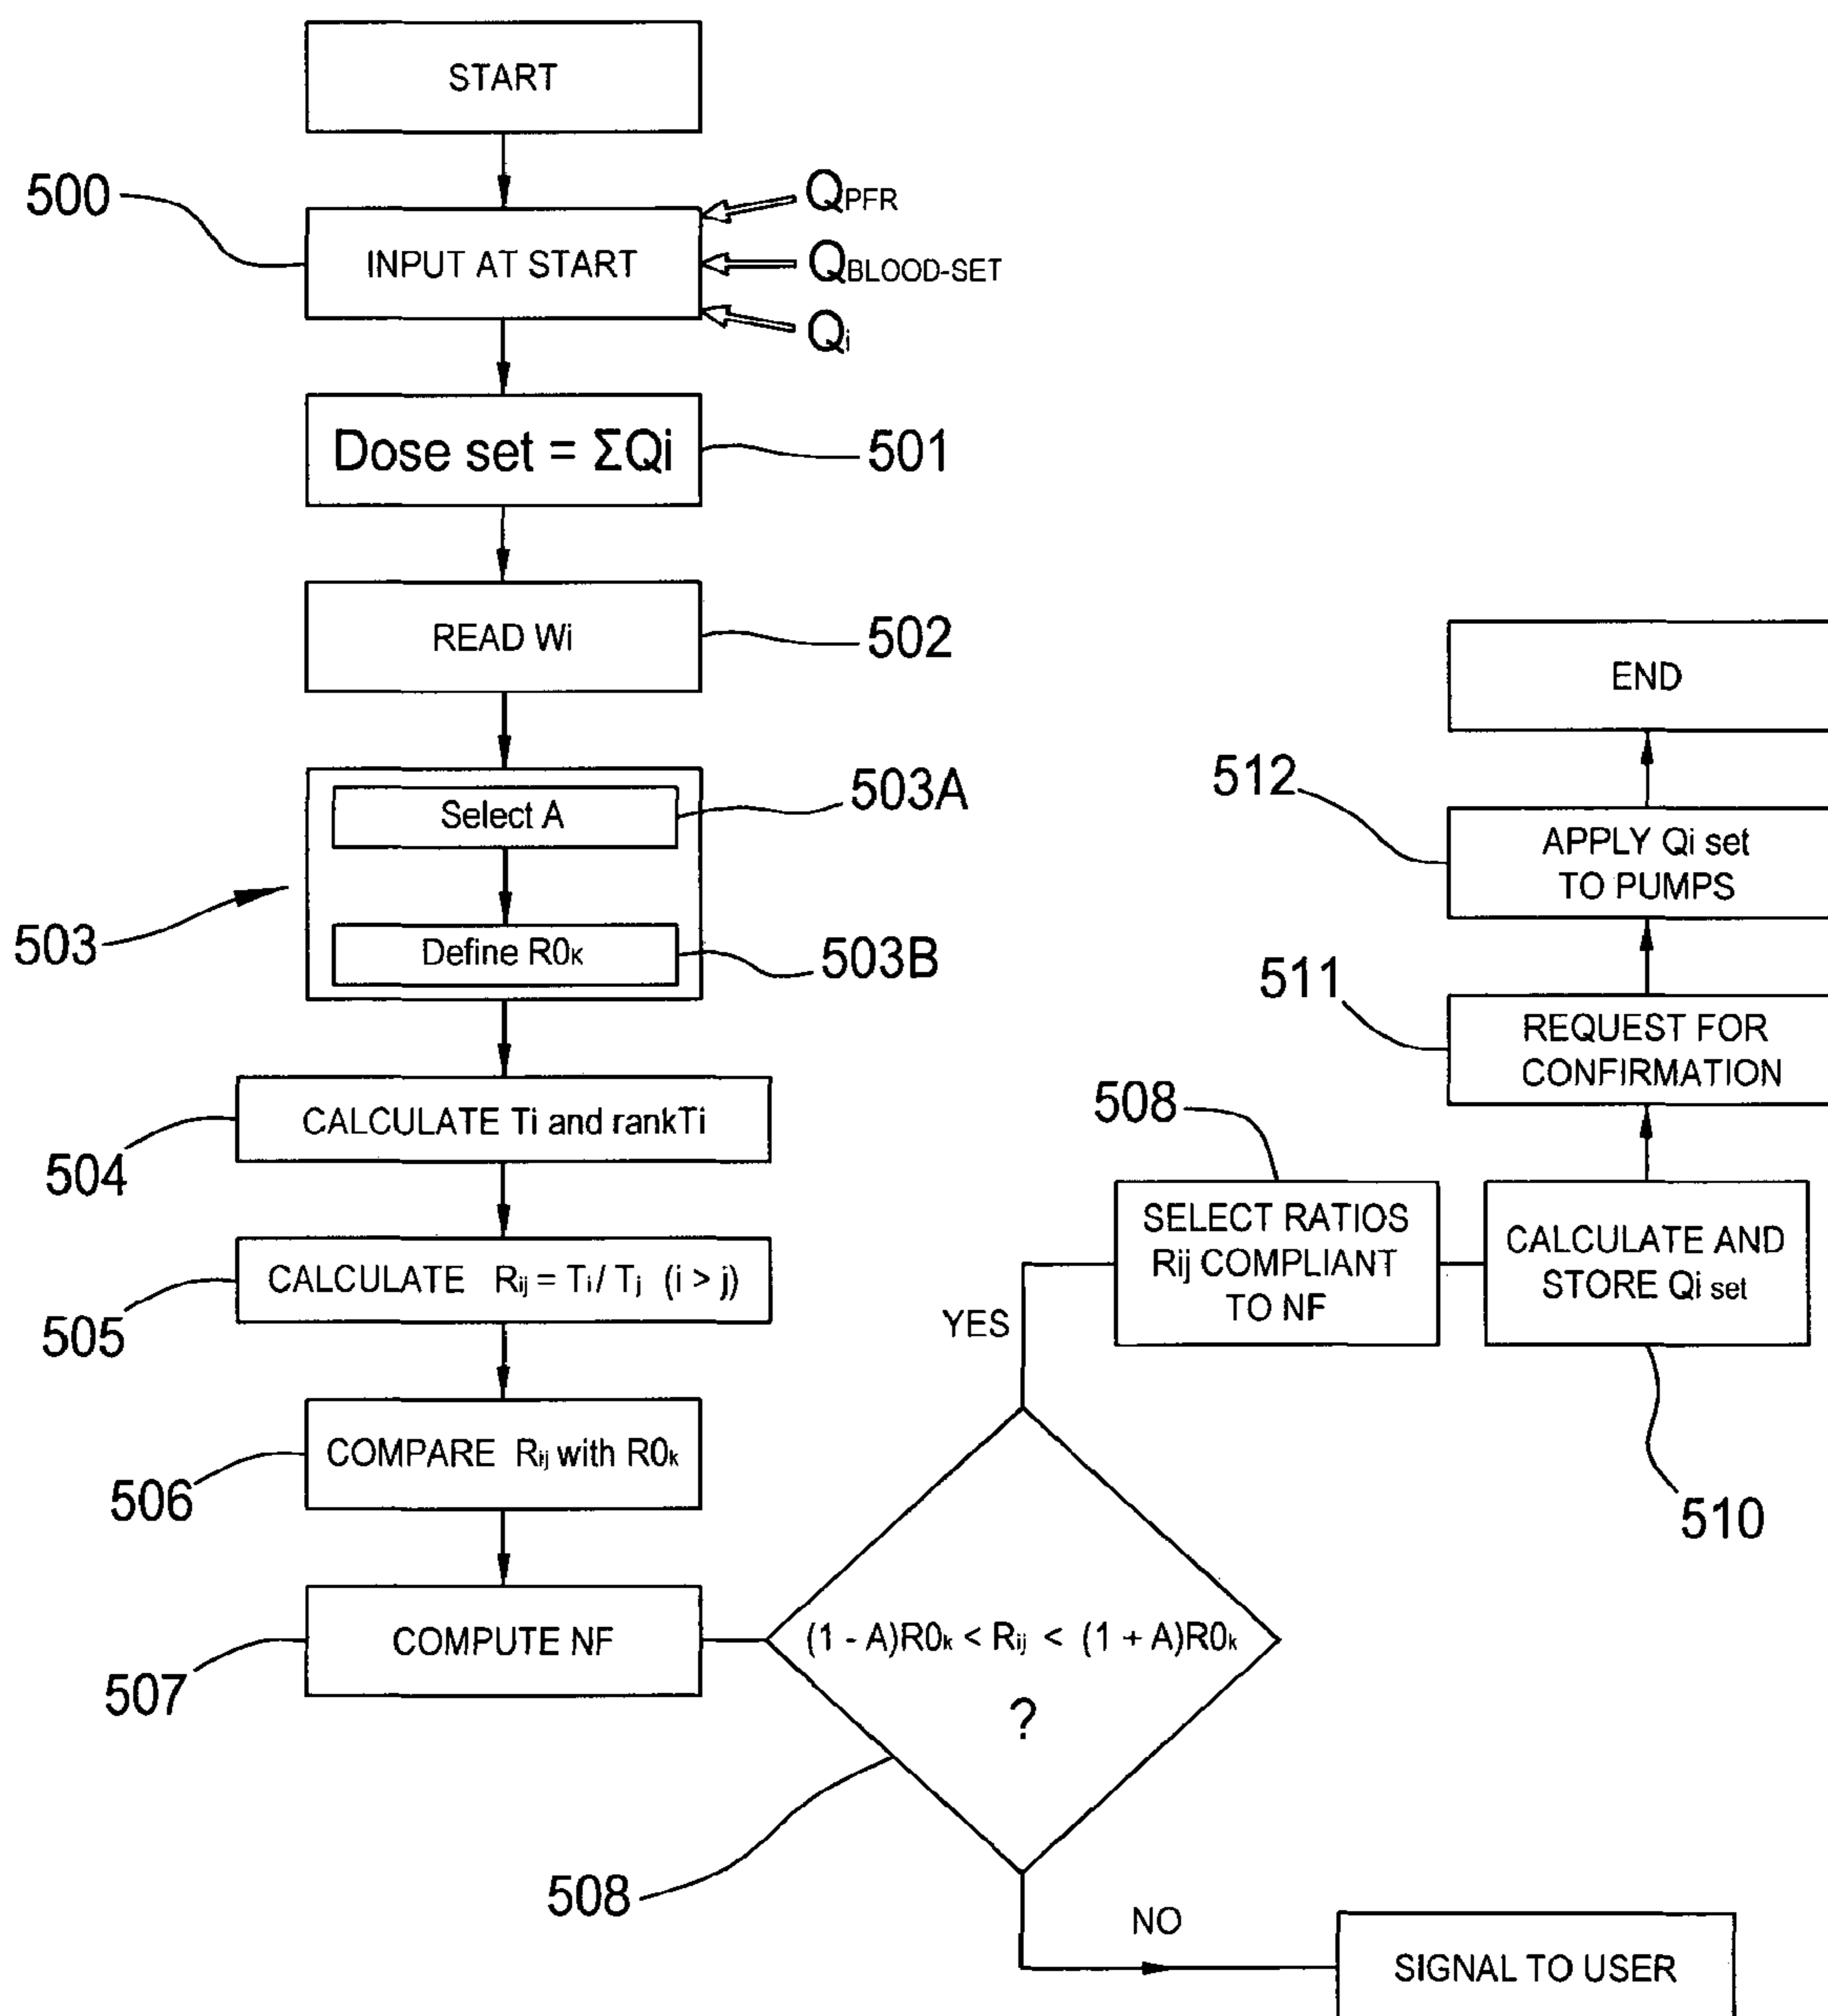 START
500
INPUT AT START
QPFR
QBLOOD-SET
Qi
Dose set = ΣQi
501
READ Wi
502
503
Select A
503A
Define R0K
503B
CALCULATE Ti and rankTi
504
CALCULATE Rij = Ti / Tj (i > j)
505
COMPARE Rij with R0k
506
COMPUTE NF
507
(1 - A)R0k < Rij < (1 + A)R0k
?
508
YES
NO
SIGNAL TO USER
508
SELECT RATIOS
Rij COMPLIANT
TO NF
CALCULATE AND
STORE Qi set
510
511
REQUEST FOR
CONFIRMATION
512
APPLY Qi set
TO PUMPS
END